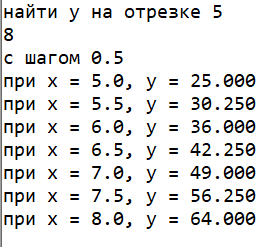 найти y на отрезке 5
8
с шагом 0.5
при x = 5.0, y = 25.000
при x = 5.5, y = 30.250
при x = 6.0, y = 36.000
при x = 6.5, y = 42.250
при x = 7.0, y = 49.000
при x = 7.5, y = 56.250
при x = 8.0, y = 64.000